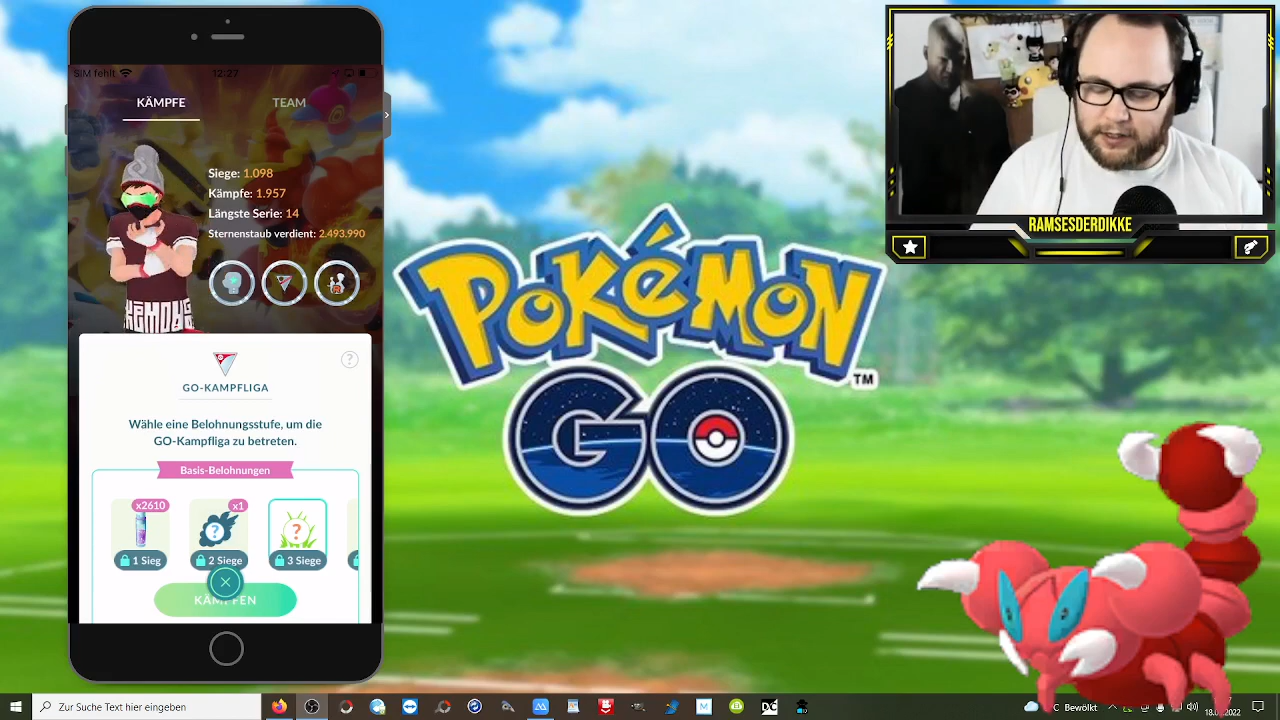 SIM fehlt
12:27
KÄMPFE
TEAM
Siege: 1.098
Kämpfe: 1.957
Längste Serie: 14
Sternenstaub verdient: 2.493.990
GO-KAMPFLIGA
?
Wähle eine Belohnungsstufe, um die
GO-Kampfliga zu betreten.
Basis-Belohnungen
x2610
x1
?
?
1 Sieg
2 Siege
3 Siege
KÄMPFEN
POKÉMON
TM
GO
RAMSESDERDIKKE
Zur Suche Text hier eingeben
M
DC
C Bewölkt